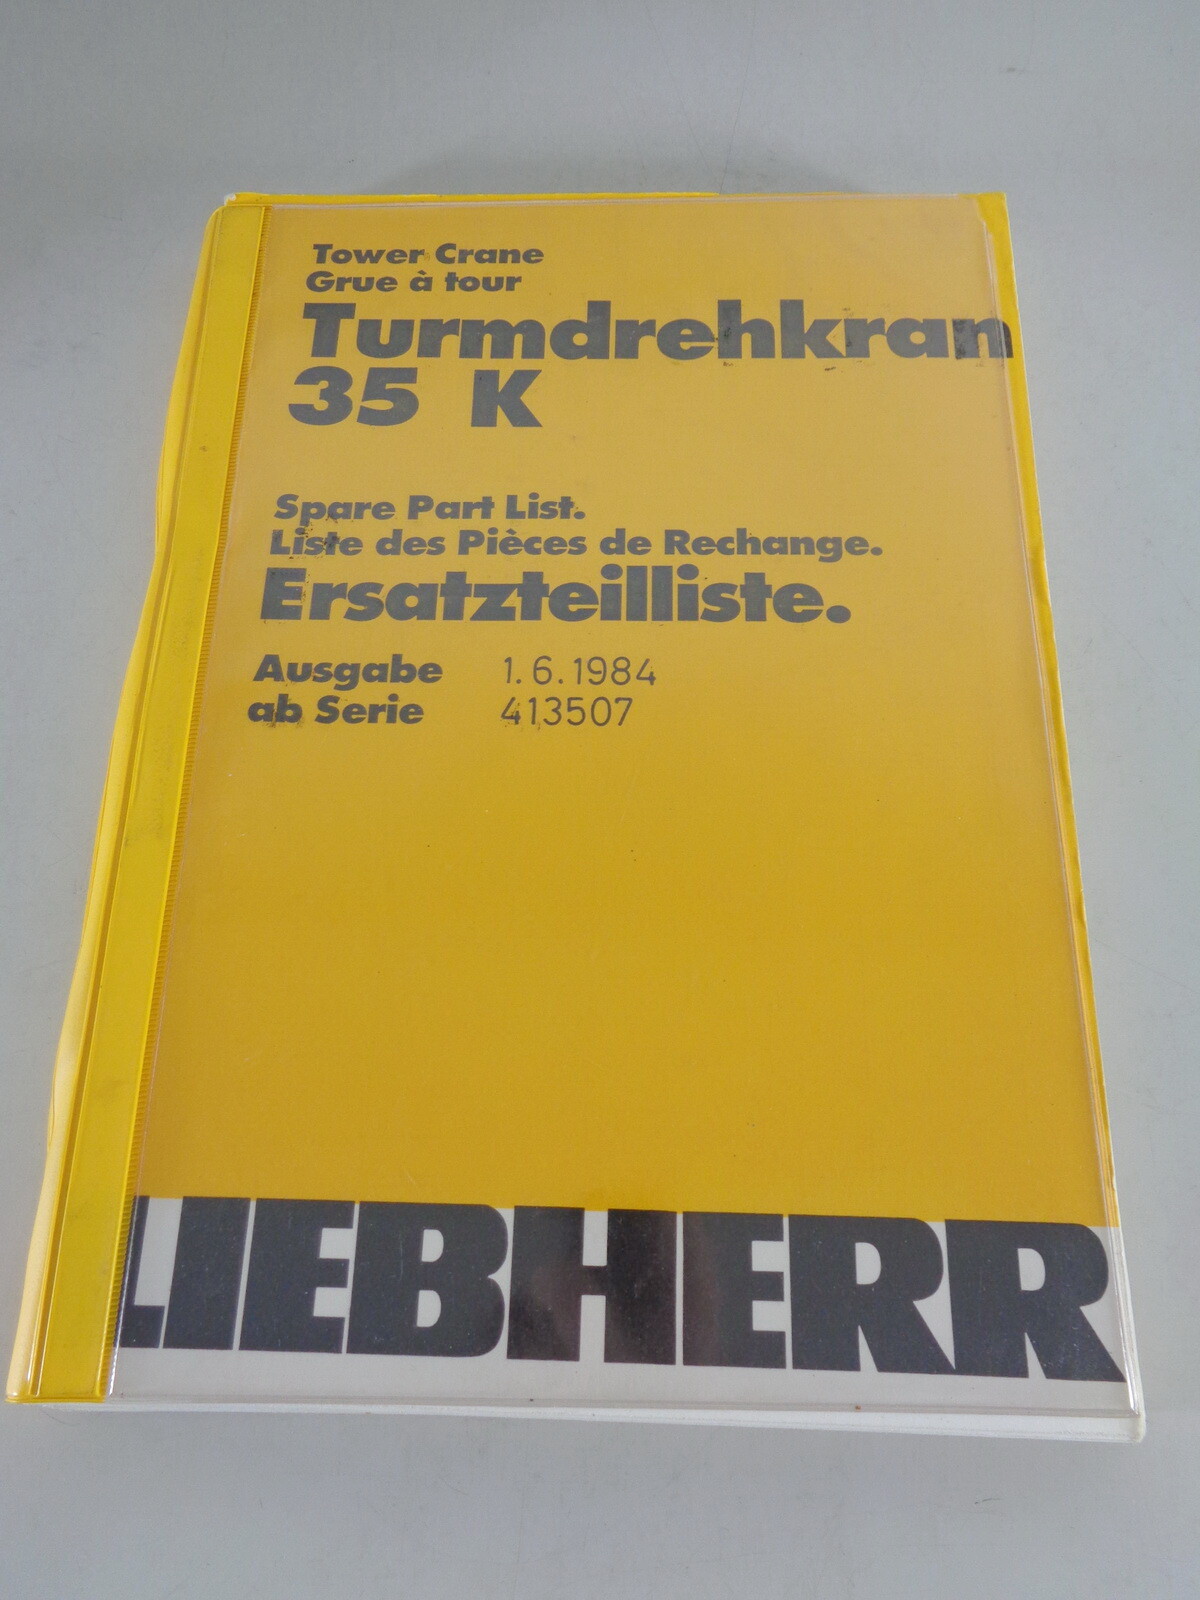 Tower Crane
Grue à tour
Turmdrehkran
35 K
Spare Part List.
Liste des Pièces de Rechange.
Ersatzteilliste.
Ausgabe 1.6.1984
ab Serie 413507
LIEBHERR